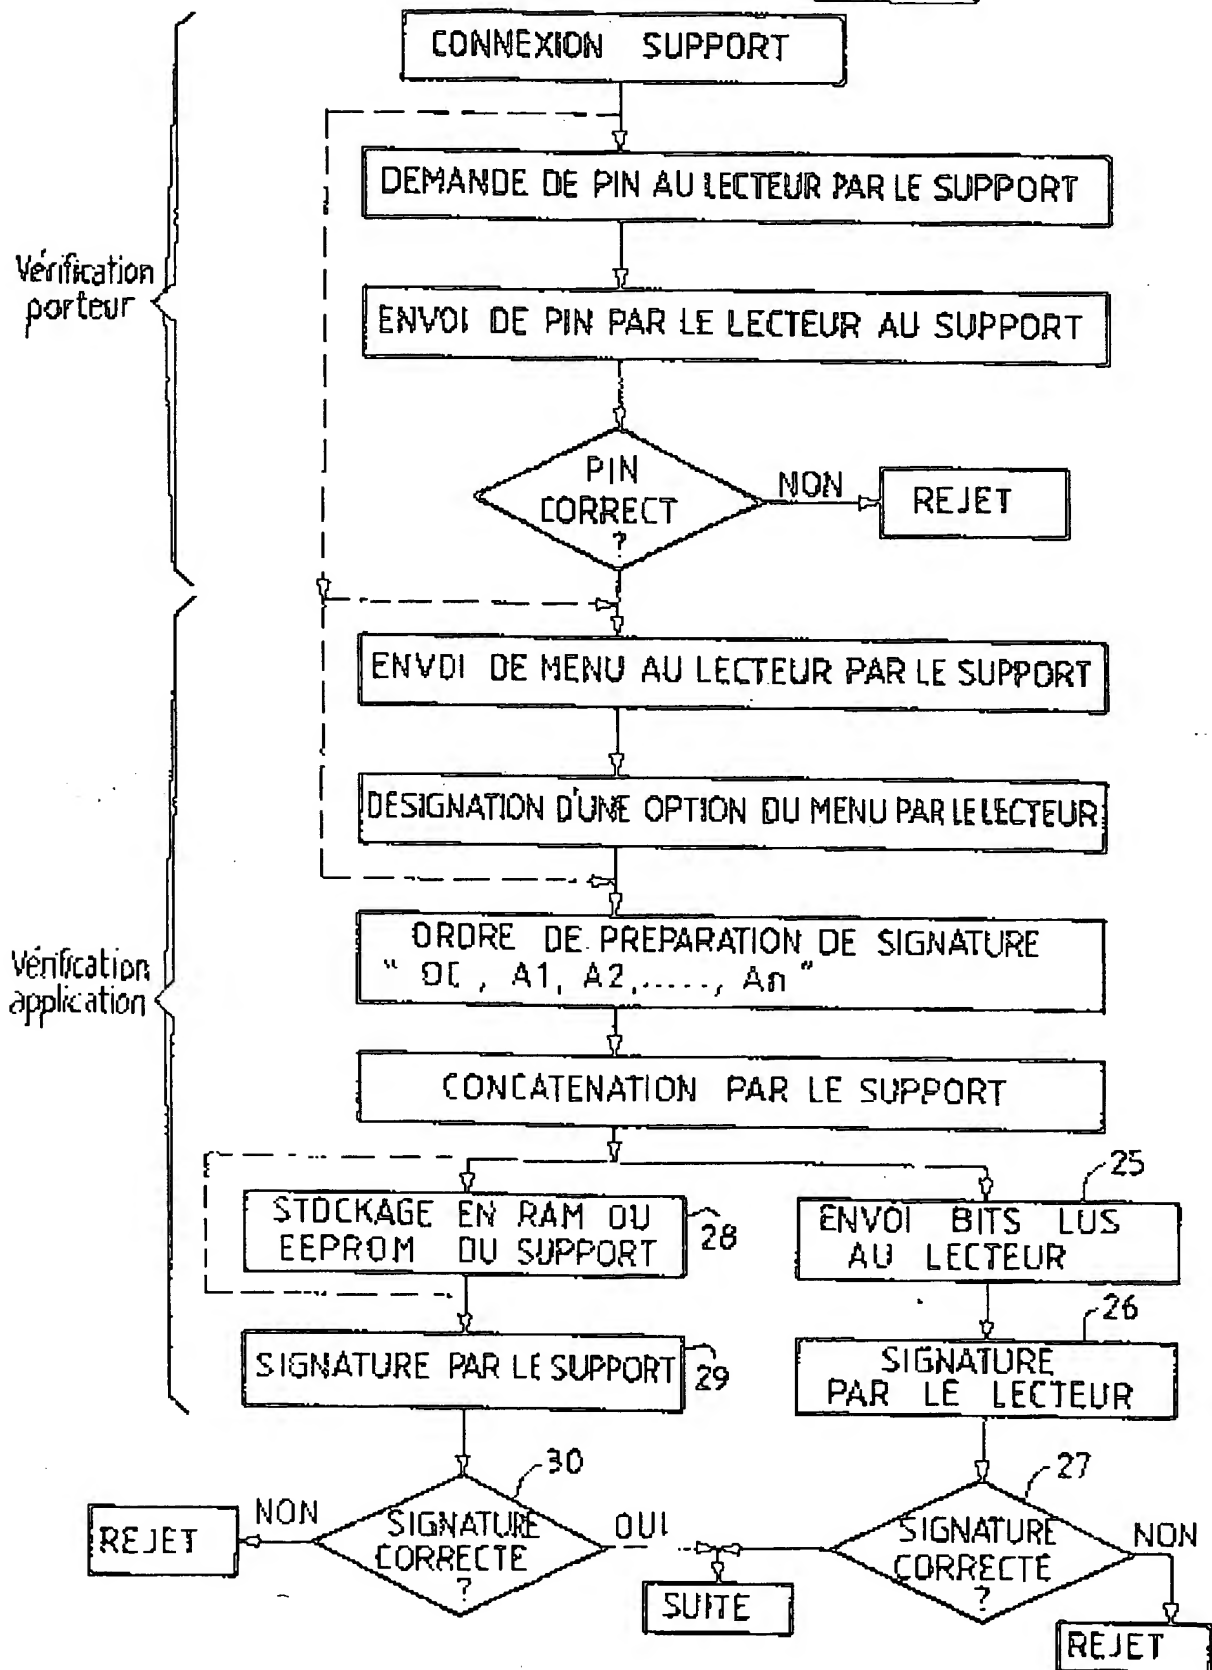 CONNEXION SUPPORT
DEMANDE DE PIN AU LECTEUR PAR LE SUPPORT
Vérification
porteur
ENVOI DE PIN PAR LE LECTEUR AU SUPPORT
PIN
CORRECT
?
NON
REJET
ENVOI DE MENU AU LECTEUR PAR LE SUPPORT
DESIGNATION D'UNE OPTION DU MENU PAR LE LECTEUR
Vérification
application
ORDRE DE PREPARATION DE SIGNATURE
" OC, A1, A2,....., An "
CONCATENATION PAR LE SUPPORT
STOCKAGE EN RAM OU
EEPROM DU SUPPORT
28
25
ENVOI BITS LUS
AU LECTEUR
SIGNATURE PAR LE SUPPORT
29
26
SIGNATURE
PAR LE LECTEUR
REJET
NON
30
SIGNATURE
CORRECTE
?
OUI
SUITE
27
SIGNATURE
CORRECTE
?
NON
REJET